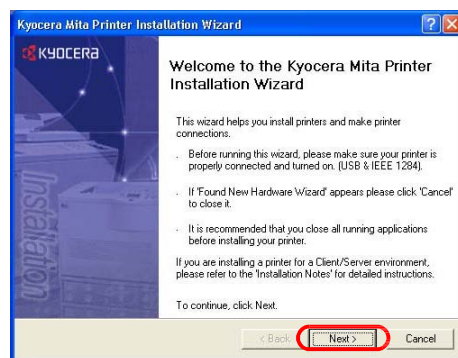 Kyocera Mita Printer Installation Wizard
KYOCERA
Welcome to the Kyocera Mita Printer
Installation Wizard
This wizard helps you install printers and make printer
connections.
. Before running this wizard, please make sure your printer is
properly connected and turned on. (USB & IEEE 1284).
. If 'Found New Hardware Wizard' appears please click 'Cancel'
to close it.
. It is recommended that you close all running applications
before installing your printer.
If you are installing a printer for a Client/Server environment,
please refer to the 'Installation Notes' for detailed instructions.
To continue, click Next.
Installation
< Back Next > Cancel